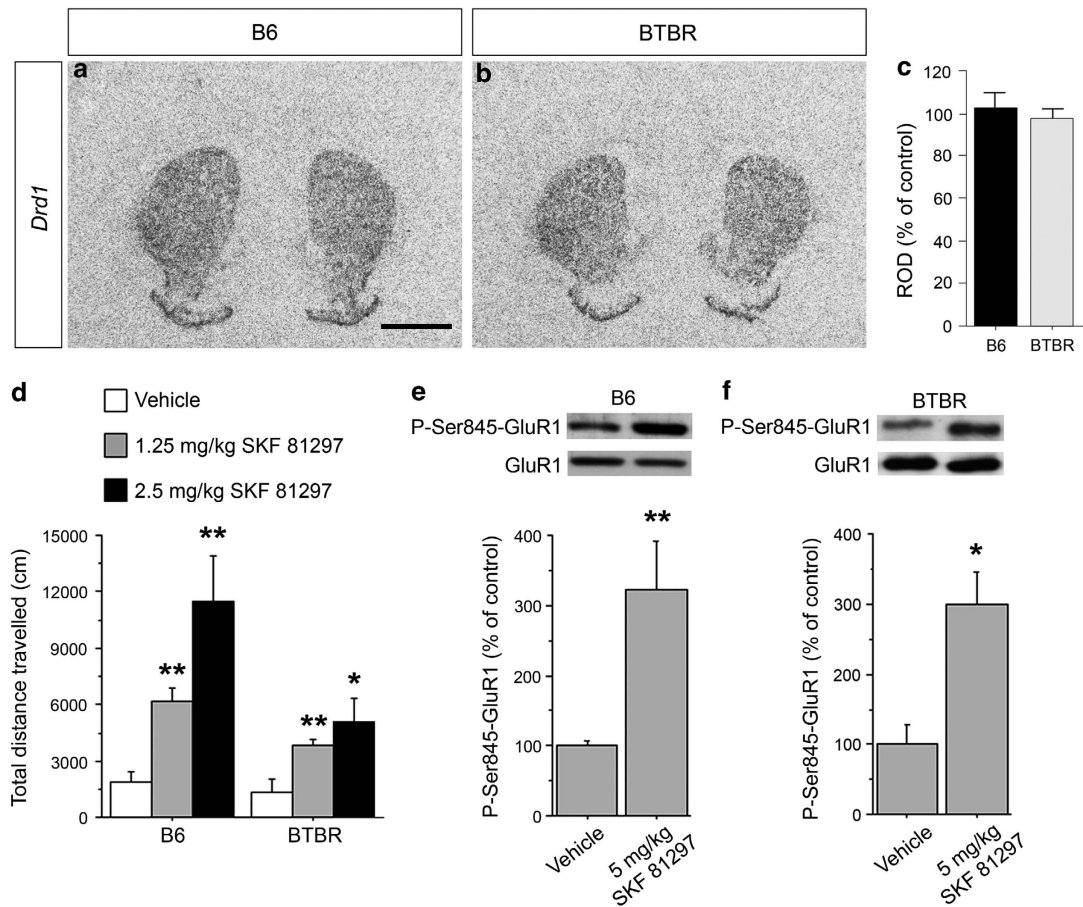 B6
BTBR
Drd1
a
b
c
120
100
80
60
40
20
0
ROD (% of control)
B6
BTBR
d
Vehicle
1.25 mg/kg SKF 81297
2.5 mg/kg SKF 81297
15000
12000
9000
6000
3000
0
Total distance travelled (cm)
**
**
**
*
B6
BTBR
e
B6
P-Ser845-GluR1
GluR1
400
300
200
100
0
P-Ser845-GluR1 (% of control)
**
Vehicle
5 mg/kg
SKF 81297
f
BTBR
P-Ser845-GluR1
GluR1
400
300
200
100
0
P-Ser845-GluR1 (% of control)
*
Vehicle
5 mg/kg
SKF 81297